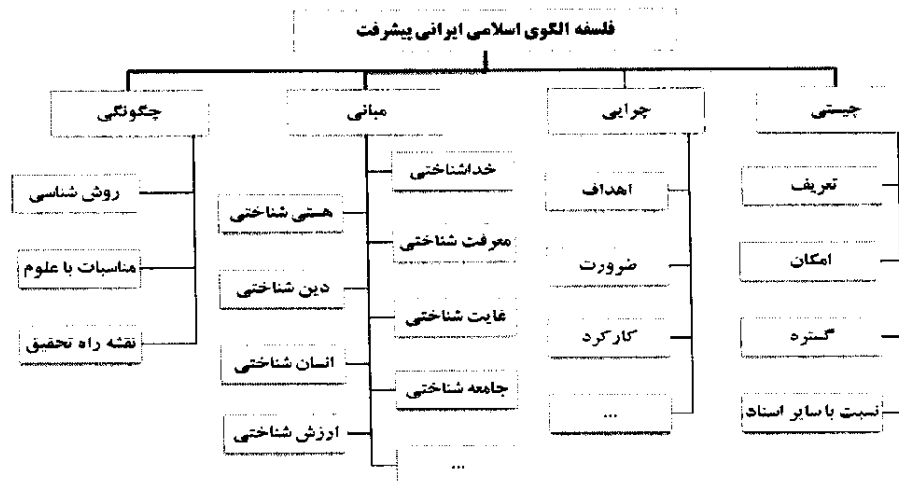 فلسفه الگوی اسلامی ایرانی پیشرفت
چیستی
تعریف
امکان
گسترد
نسبت با سایر اسناد
چرایی
اهداف
ضرورت
کارکرد
...
مبانی
خداشناختی
هستی شناختی
معرفت شناختی
دین شناختی
غایت شناختی
انسان شناختی
جامعه شناختی
ارزش شناختی
...
چگونگی
روش شناسی
مناسبات با علوم
نقشه راه تحقیق